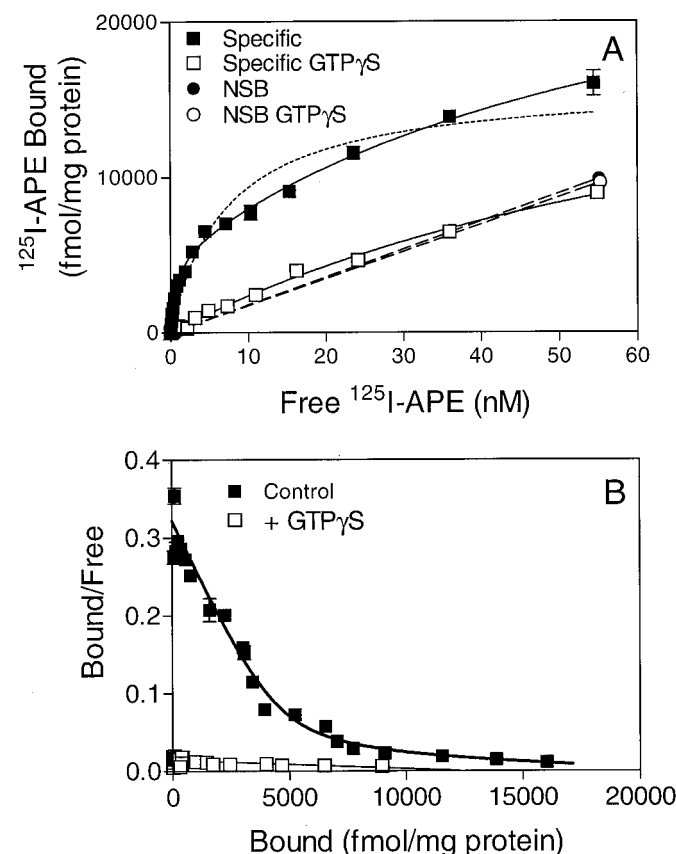 A
■ Specific
□ Specific GTPγS
● NSB
○ NSB GTPγS
¹²⁵I-APE Bound
(fmol/mg protein)
20000
10000
0
0 10 20 30 40 50 60
Free ¹²⁵I-APE (nM)
B
■ Control
□ + GTPγS
Bound/Free
0.4
0.3
0.2
0.1
0.0
0 5000 10000 15000 20000
Bound (fmol/mg protein)